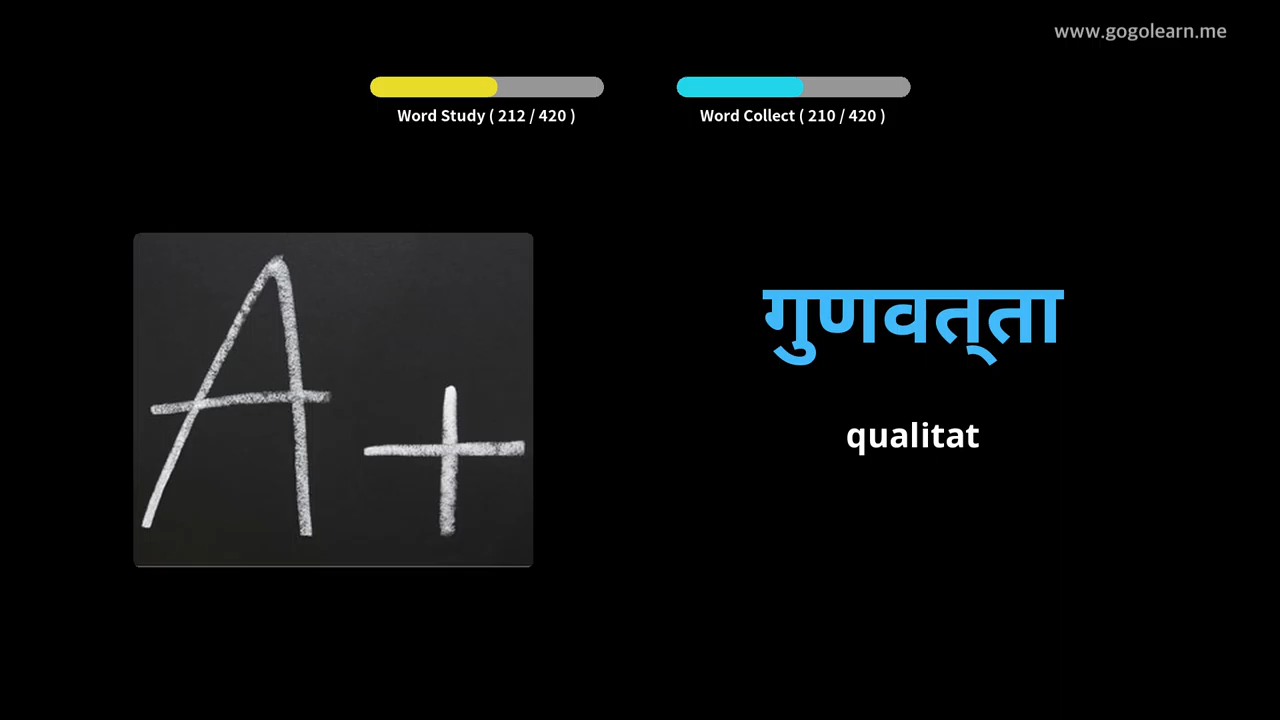 www.gogolearn.me
Word Study ( 212 / 420 )
Word Collect ( 210 / 420 )
A+
गुणवत्‌ता
qualitat